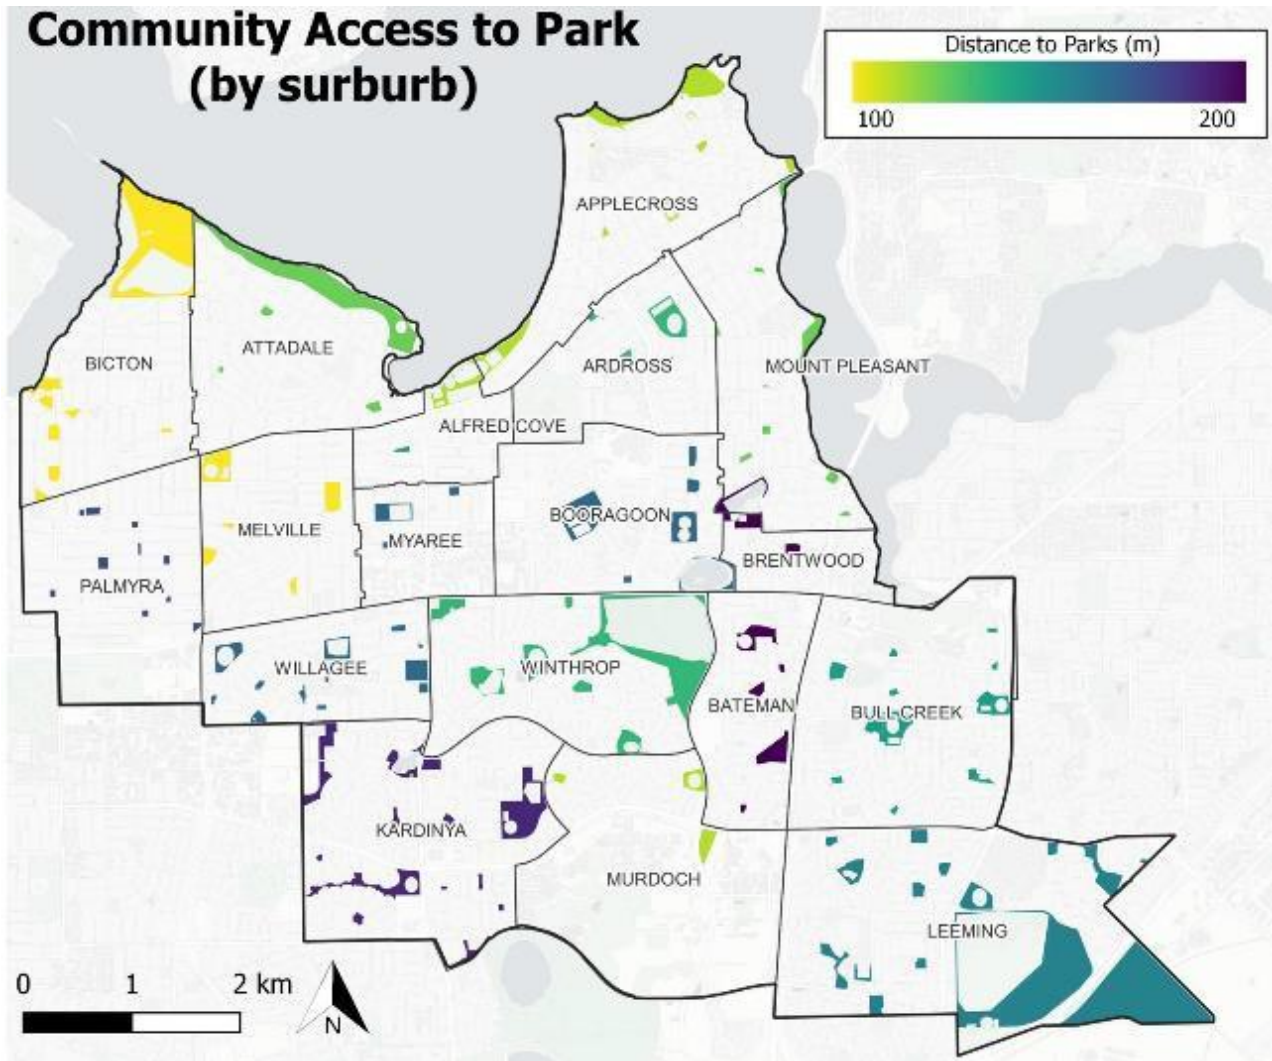 Community Access to Park
(by surburb)
Distance to Parks (m)
100 200
APPLECROSS
BICTON
ATTADALE
ARDROSS
MOUNT PLEASANT
ALFRED COVE
MELVILLE
MYAREE
BOORAGOON
BRENTWOOD
PALMYRA
WILLAGEE
WINTHROP
BATEMAN
BULL CREEK
KARDINYA
MURDOCH
LEEMING
0 1 2 km
N